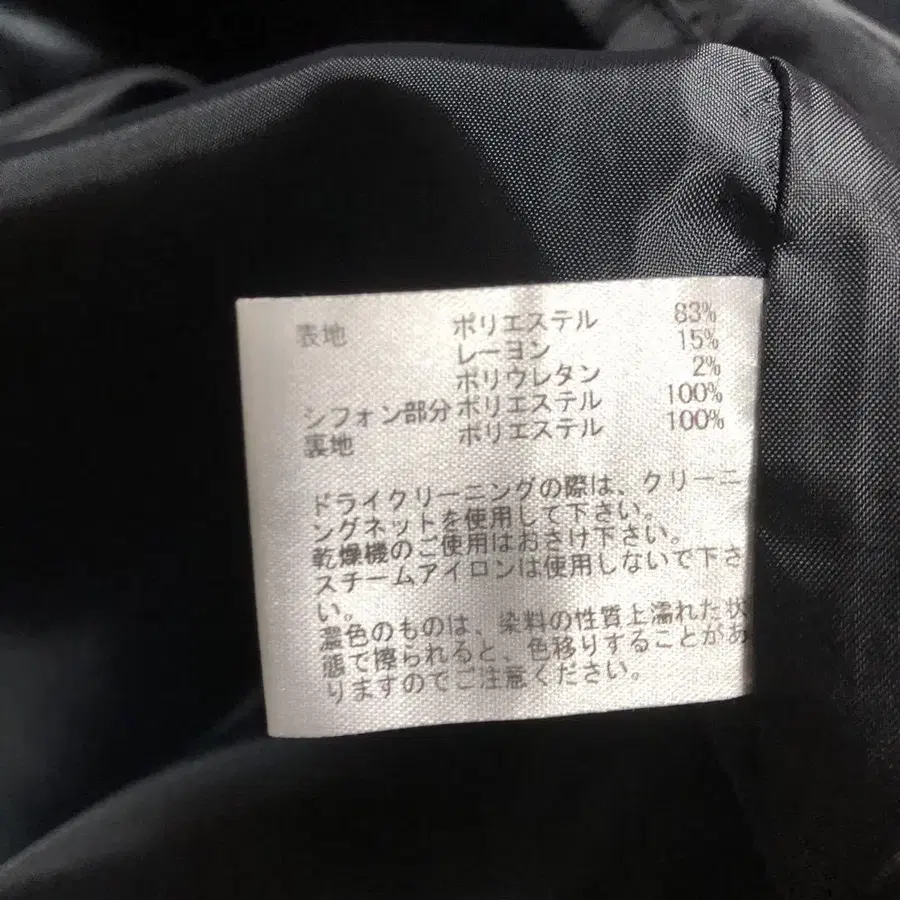 表地 ポリエステル 83%
レーヨン 15%
ポリウレタン 2%
シフォン部分 ポリエステル 100%
裏地 ポリエステル 100%
ドライクリーニングの際は、クリーニ
ングネットを使用して下さい。
乾燥機のご使用はおさけ下さい。
スチームアイロンは使用しないで下さ
い。
濃色のものは、染料の性質上濡れた状
態で擦られると、色移りすることがあ
りますのでご注意ください。